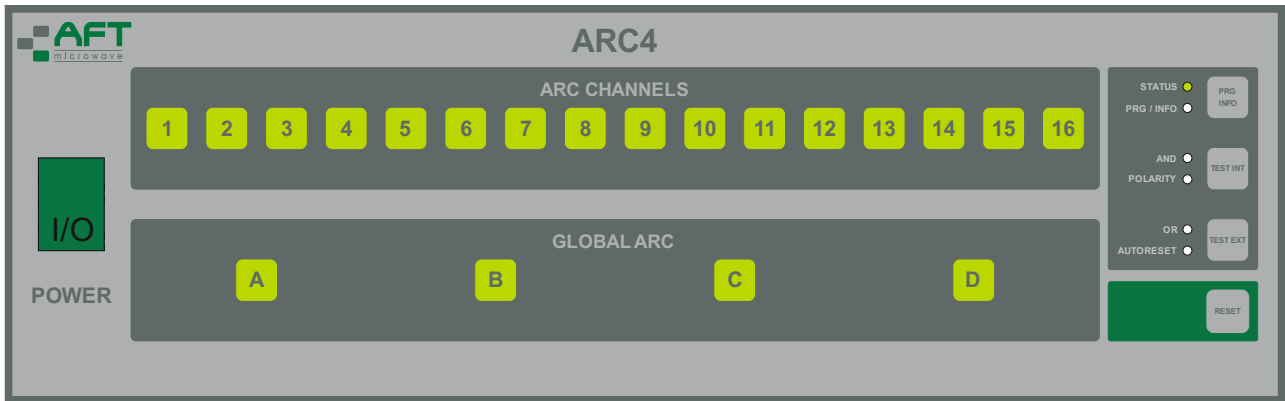 AFT
microwave
ARC4
ARC CHANNELS
1 2 3 4 5 6 7 8 9 10 11 12 13 14 15 16
STATUS
PRG / INFO
PRG
INFO
AND
POLARITY
TEST INT
I/O
POWER
GLOBAL ARC
A B C D
OR
AUTORESET
TEST EXT
RESET